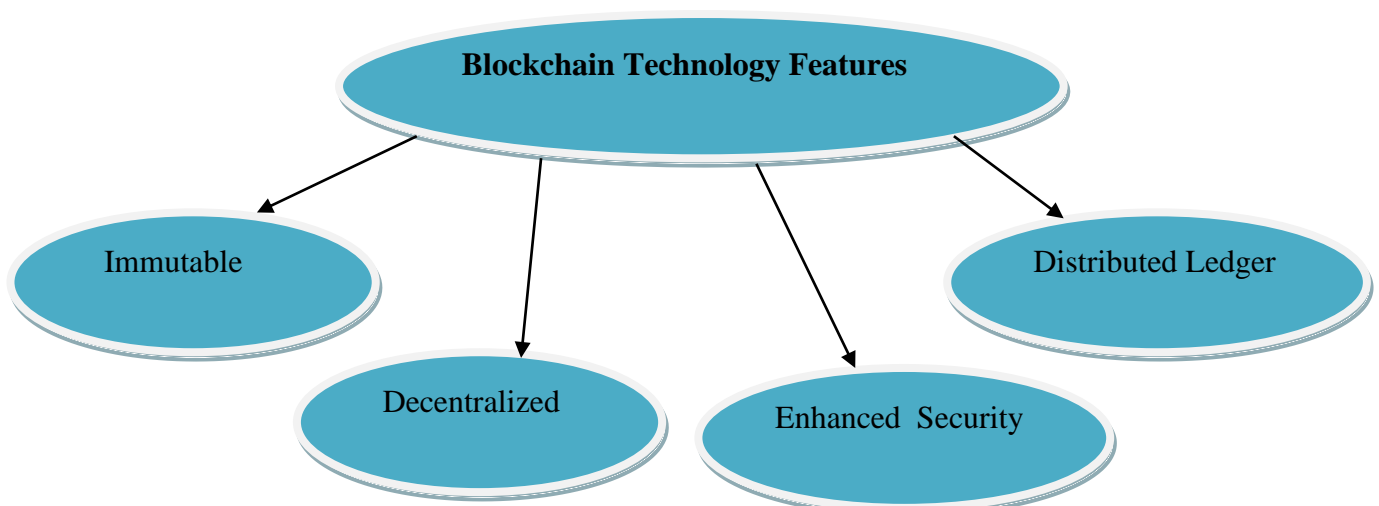 Blockchain Technology Features
Immutable
Distributed Ledger
Decentralized
Enhanced  Security